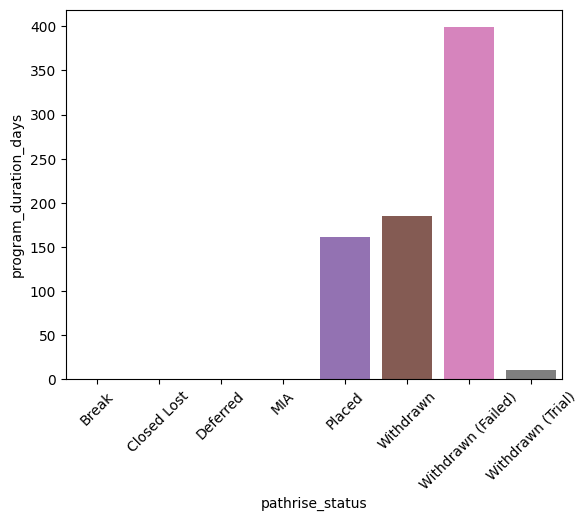 program_duration_days
400
350
300
250
200
150
100
50
0
Break
Closed Lost
Deferred
MIA
Placed
Withdrawn
Withdrawn (Failed)
Withdrawn (Trial)
pathrise_status